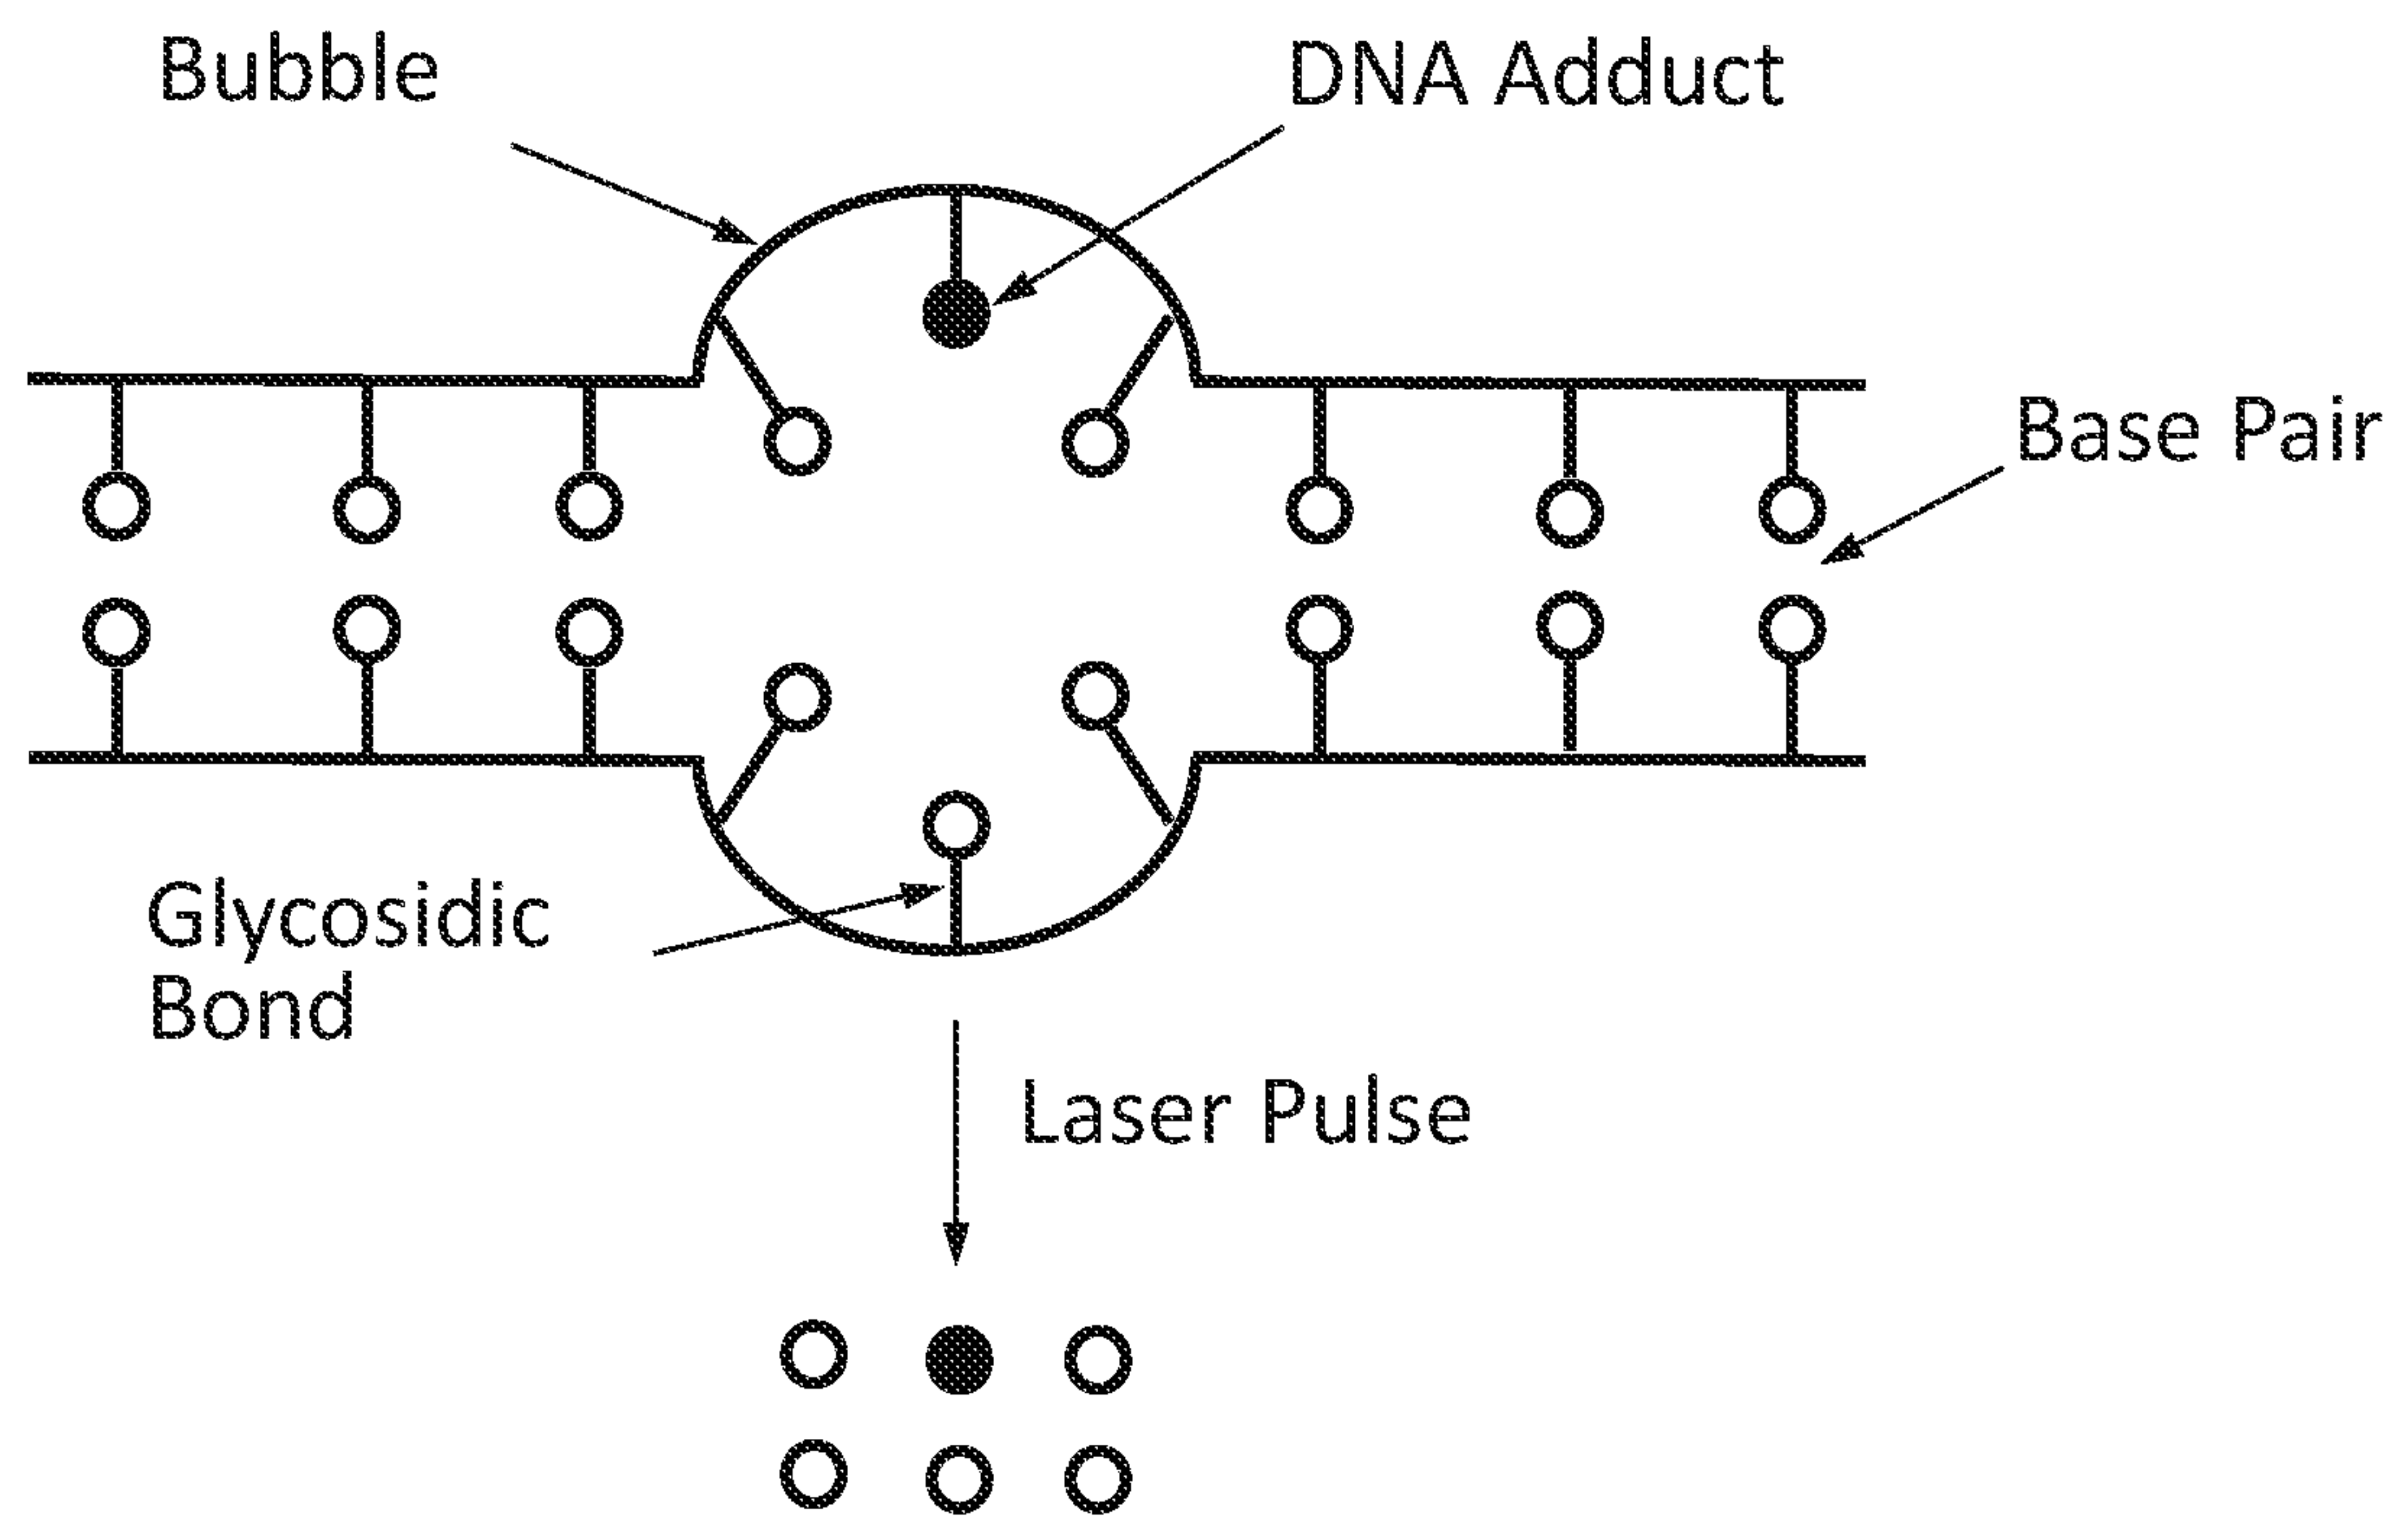 Bubble
DNA Adduct
Base Pair
Glycosidic
Bond
Laser Pulse